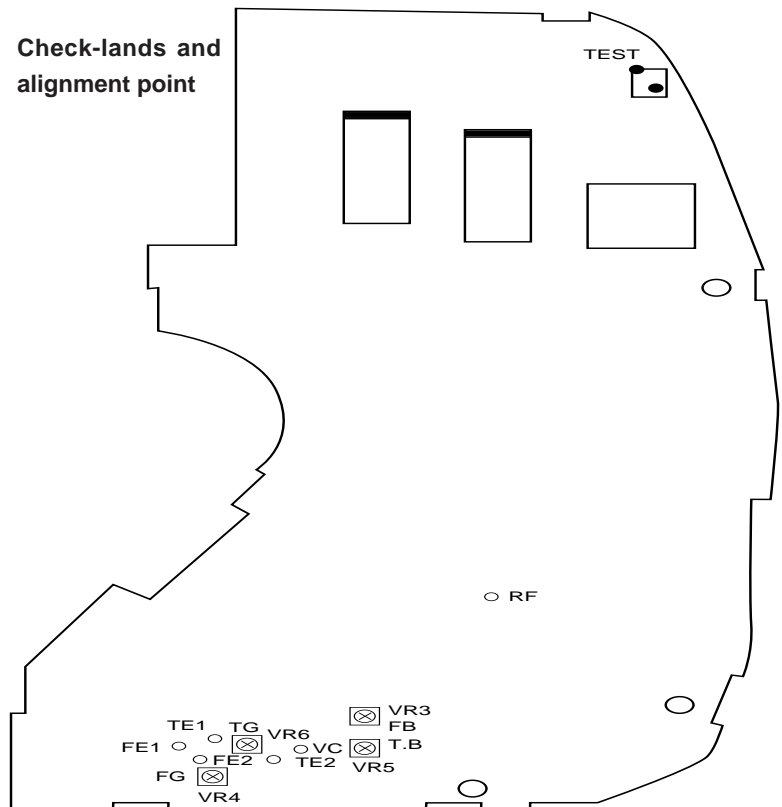 Check-lands and
alignment point
TEST
RF
VR3
FB
TE1
TG
VR6
FE1
VC
T.B
FE2
TE2
VR5
FG
VR4